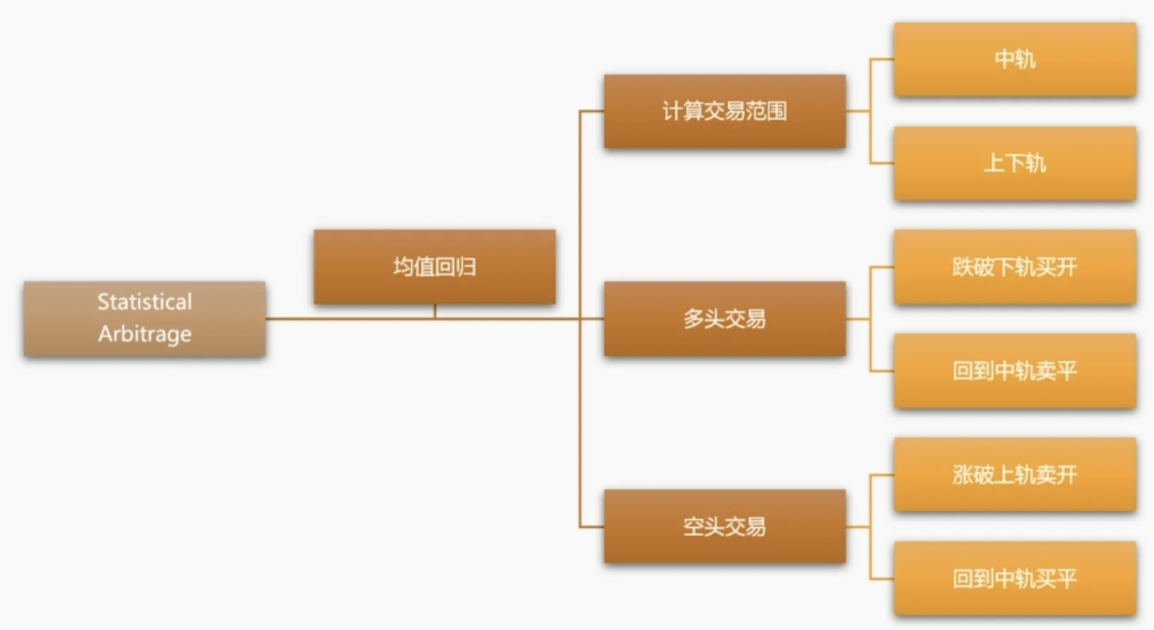 Statistical
Arbitrage
均值回归
计算交易范围
中轨
上下轨
多头交易
跌破下轨买开
回到中轨卖平
空头交易
涨破上轨卖开
回到中轨买平